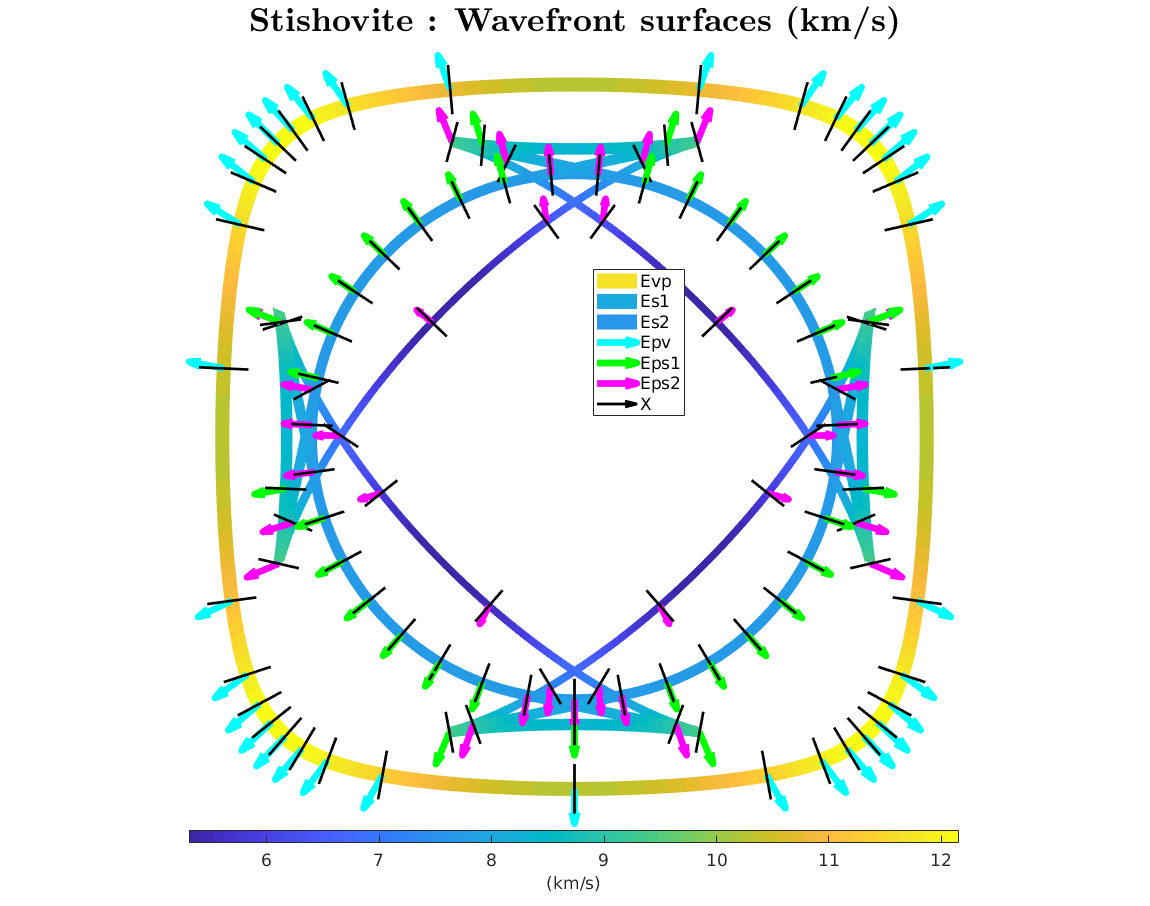 Stishovite : Wavefront surfaces (km/s)
Evp
Es1
Es2
Epv
Eps1
Eps2
X
6 7 8 9 10 11 12
(km/s)